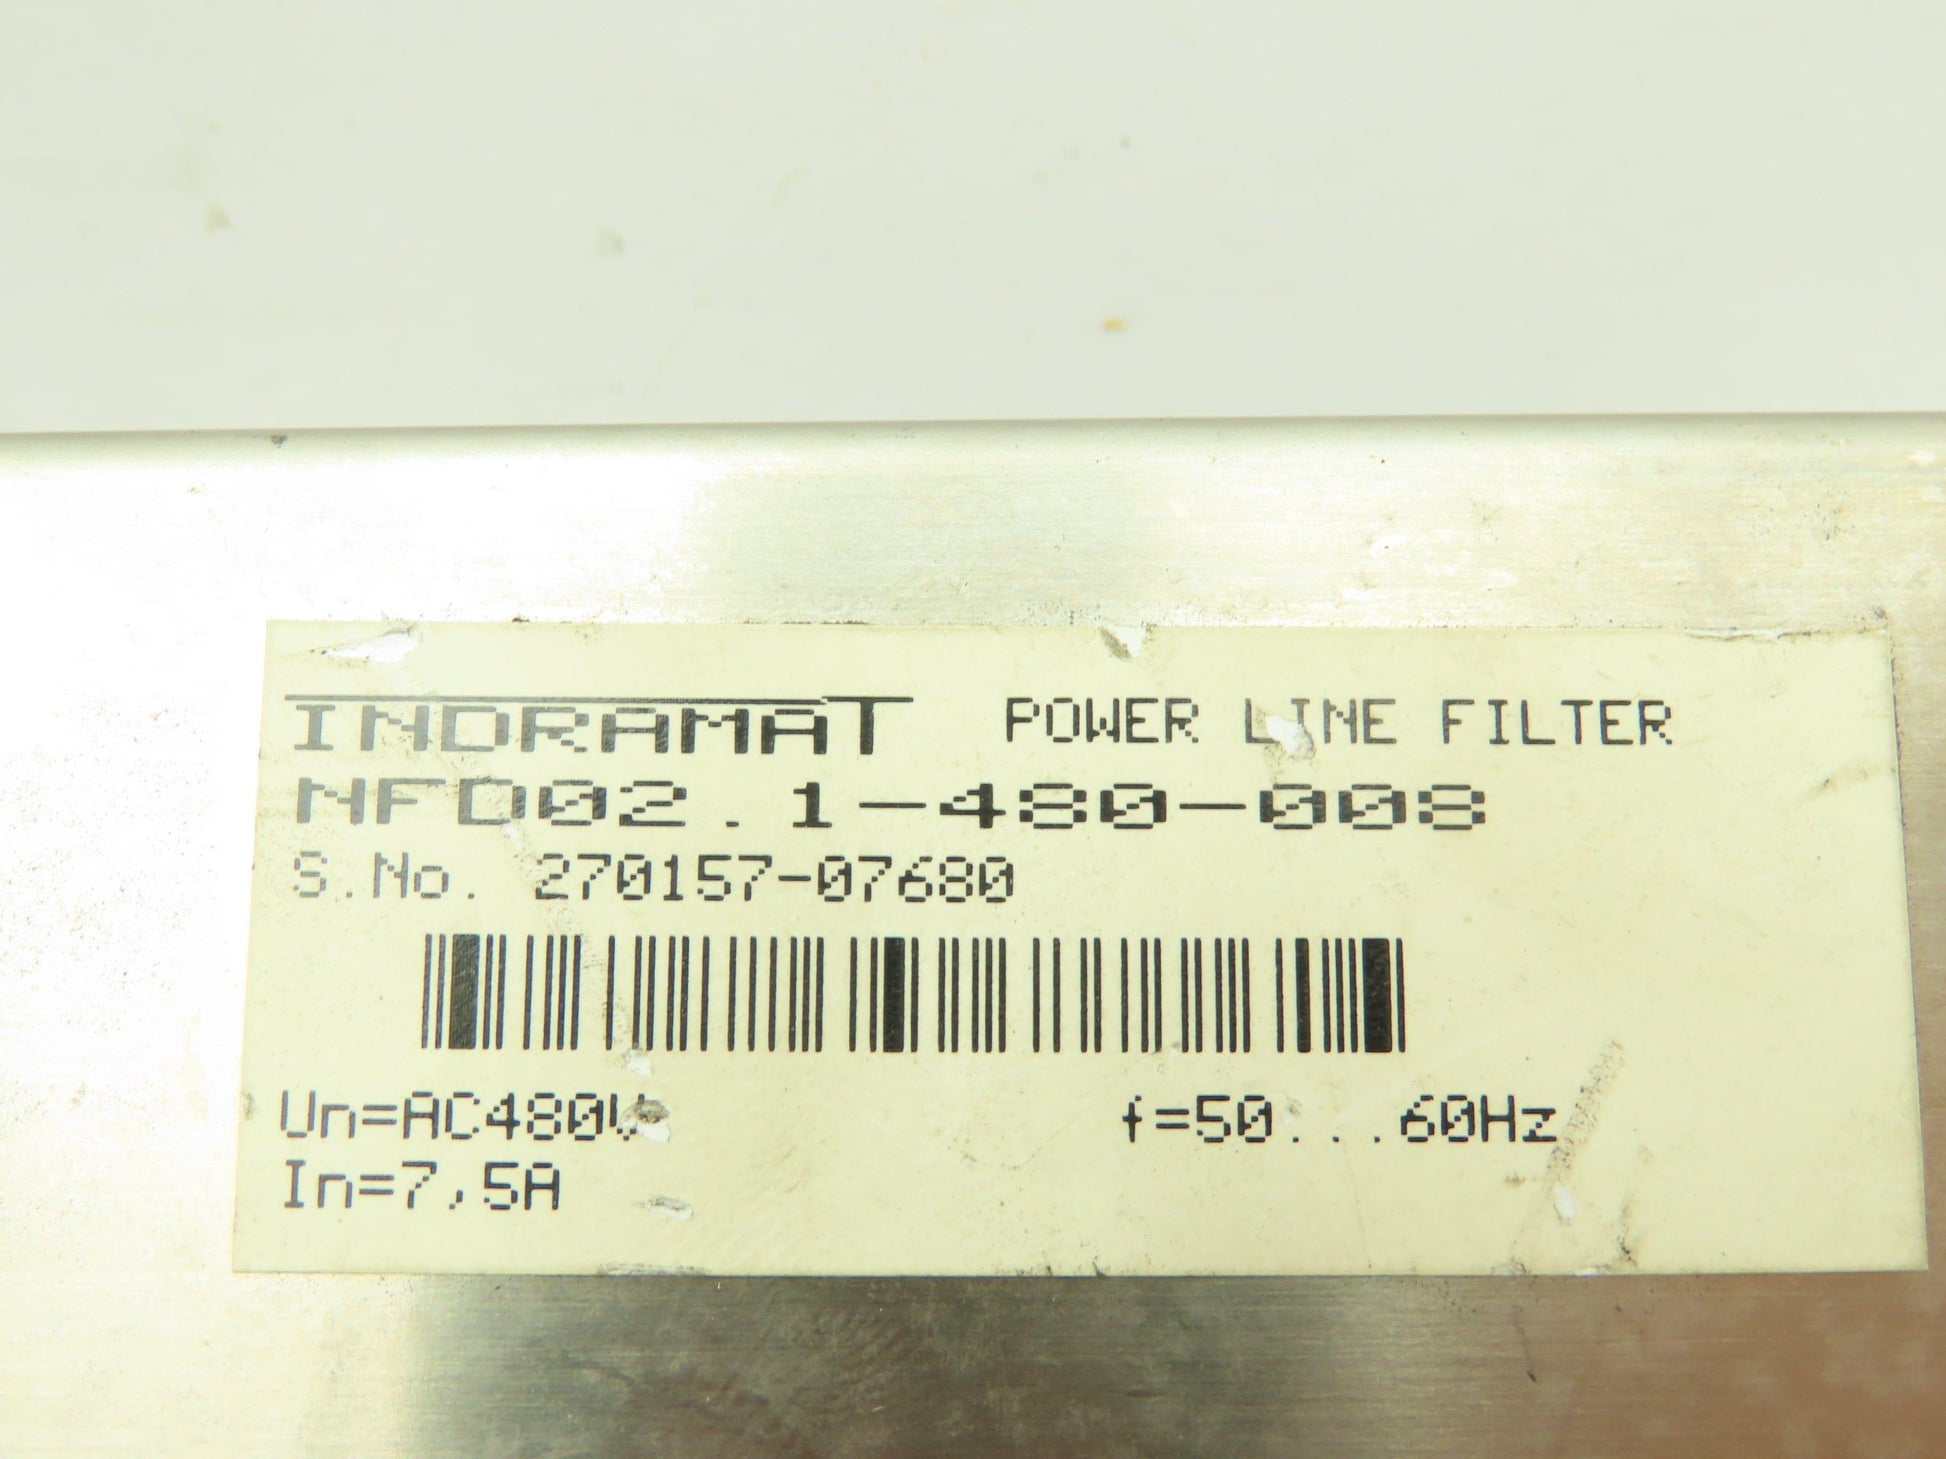 INDRAMAT POWER LINE FILTER
NFD02.1-480-008
S.No. 270157-07680
Un=AC480V f=50...60Hz
In=7,5A